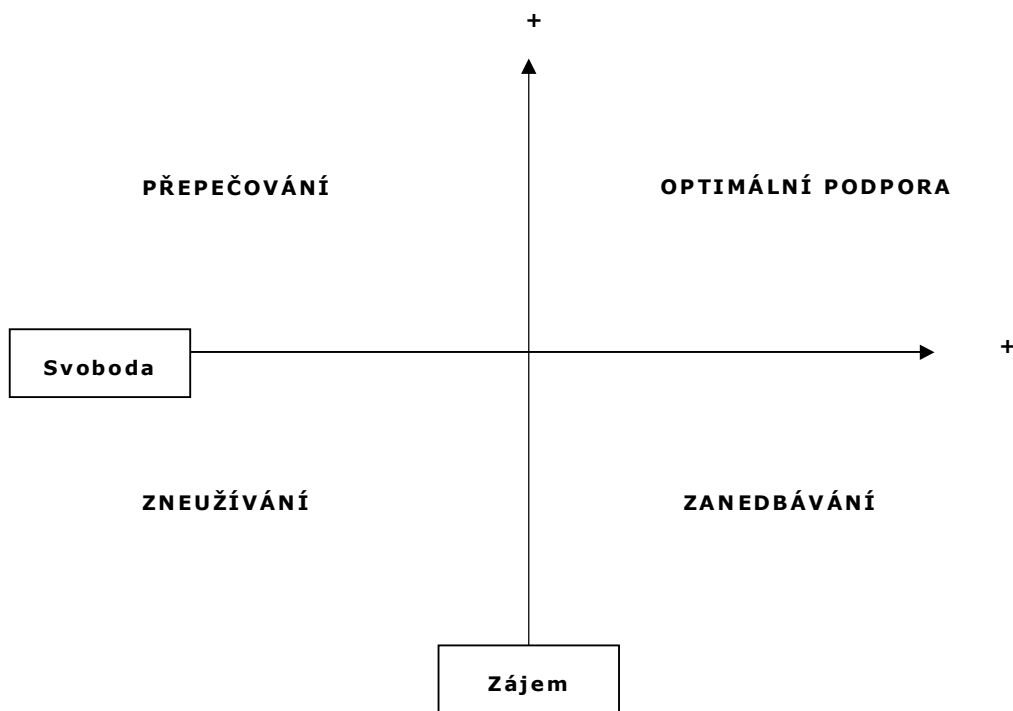 +
PŘEPEČOVÁNÍ
OPTIMÁLNÍ PODPORA
Svoboda
+
ZNEUŽÍVÁNÍ
ZANEDBÁVÁNÍ
Zájem